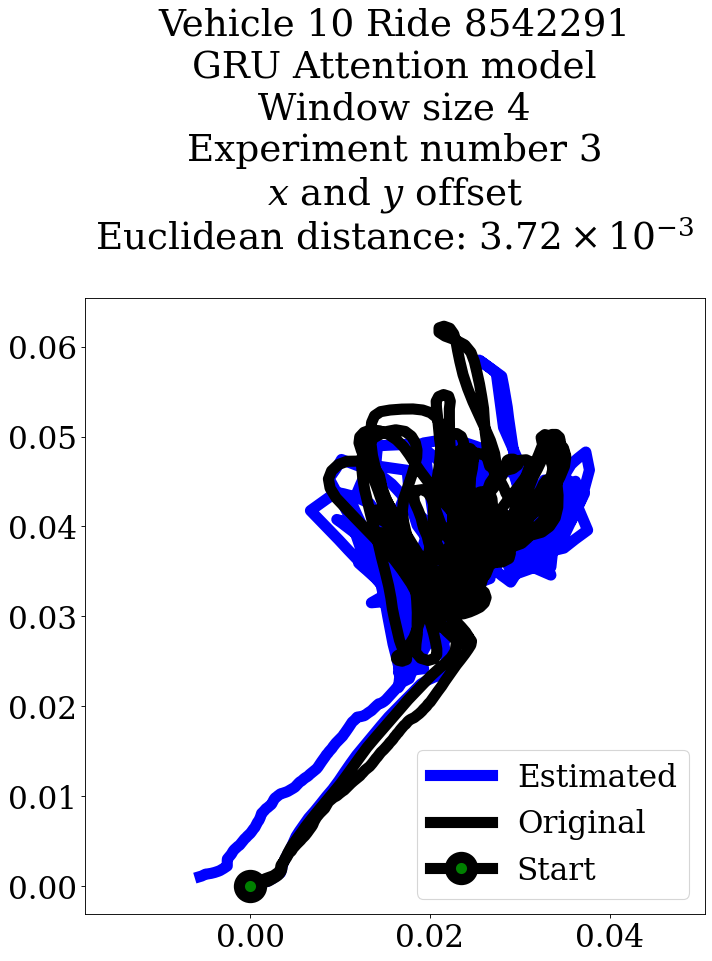 Vehicle 10 Ride 8542291
GRU Attention model
Window size 4
Experiment number 3
x and y offset
Euclidean distance: 3.72 × 10⁻³
0.06
0.05
0.04
0.03
0.02
0.01
0.00
Estimated
Original
Start
0.00 0.02 0.04